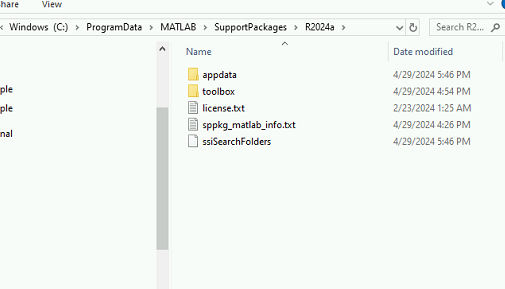 hare View
Windows (C:) > ProgramData > MATLAB > SupportPackages > R2024a > Search R2...
Name Date modified
appdata 4/29/2024 5:46 PM
toolbox 4/29/2024 4:54 PM
license.txt 2/23/2024 1:25 AM
sppkg_matlab_info.txt 4/29/2024 4:26 PM
ssiSearchFolders 4/29/2024 5:46 PM
ple
ple
nal